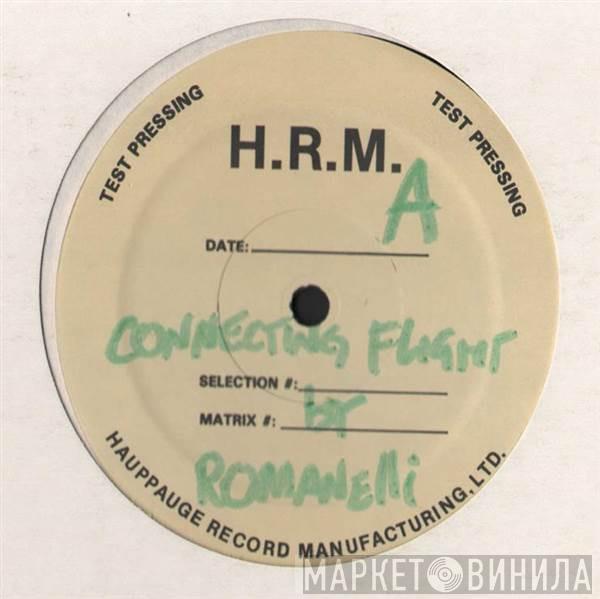 TEST PRESSING
TEST PRESSING
H.R.M.
A
DATE:
CONNECTING FLIGHT
SELECTION #:
MATRIX #:
by
ROMANElli
HAUPPAUGE RECORD MANUFACTURING, LTD.
МАРКЕТ ВИНИЛА